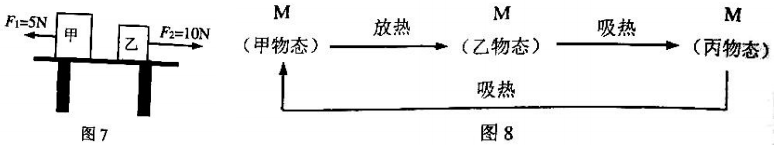 F₁=5N 甲 乙 F₂=10N
图7
M M M
(甲物态) 放热 (乙物态) 吸热 (丙物态)
吸热
图8